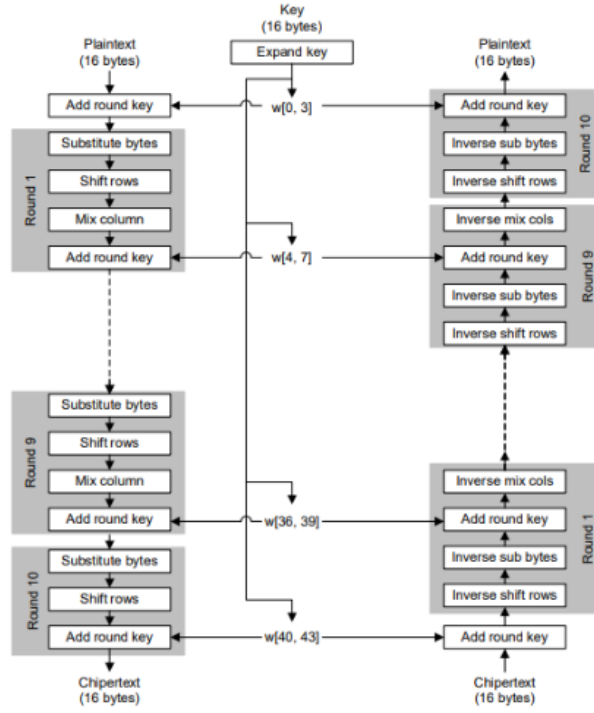 Key
(16 bytes)
Expand key
Plaintext
(16 bytes)
Add round key
Round 1
Substitute bytes
Shift rows
Mix column
Add round key
Round 9
Substitute bytes
Shift rows
Mix column
Add round key
Round 10
Substitute bytes
Shift rows
Add round key
Chipertext
(16 bytes)
w[0, 3]
w[4, 7]
w[36, 39]
w[40, 43]
Plaintext
(16 bytes)
Add round key
Inverse sub bytes
Inverse shift rows
Round 10
Inverse mix cols
Add round key
Inverse sub bytes
Inverse shift rows
Round 9
Inverse mix cols
Add round key
Inverse sub bytes
Inverse shift rows
Round 1
Add round key
Chipertext
(16 bytes)